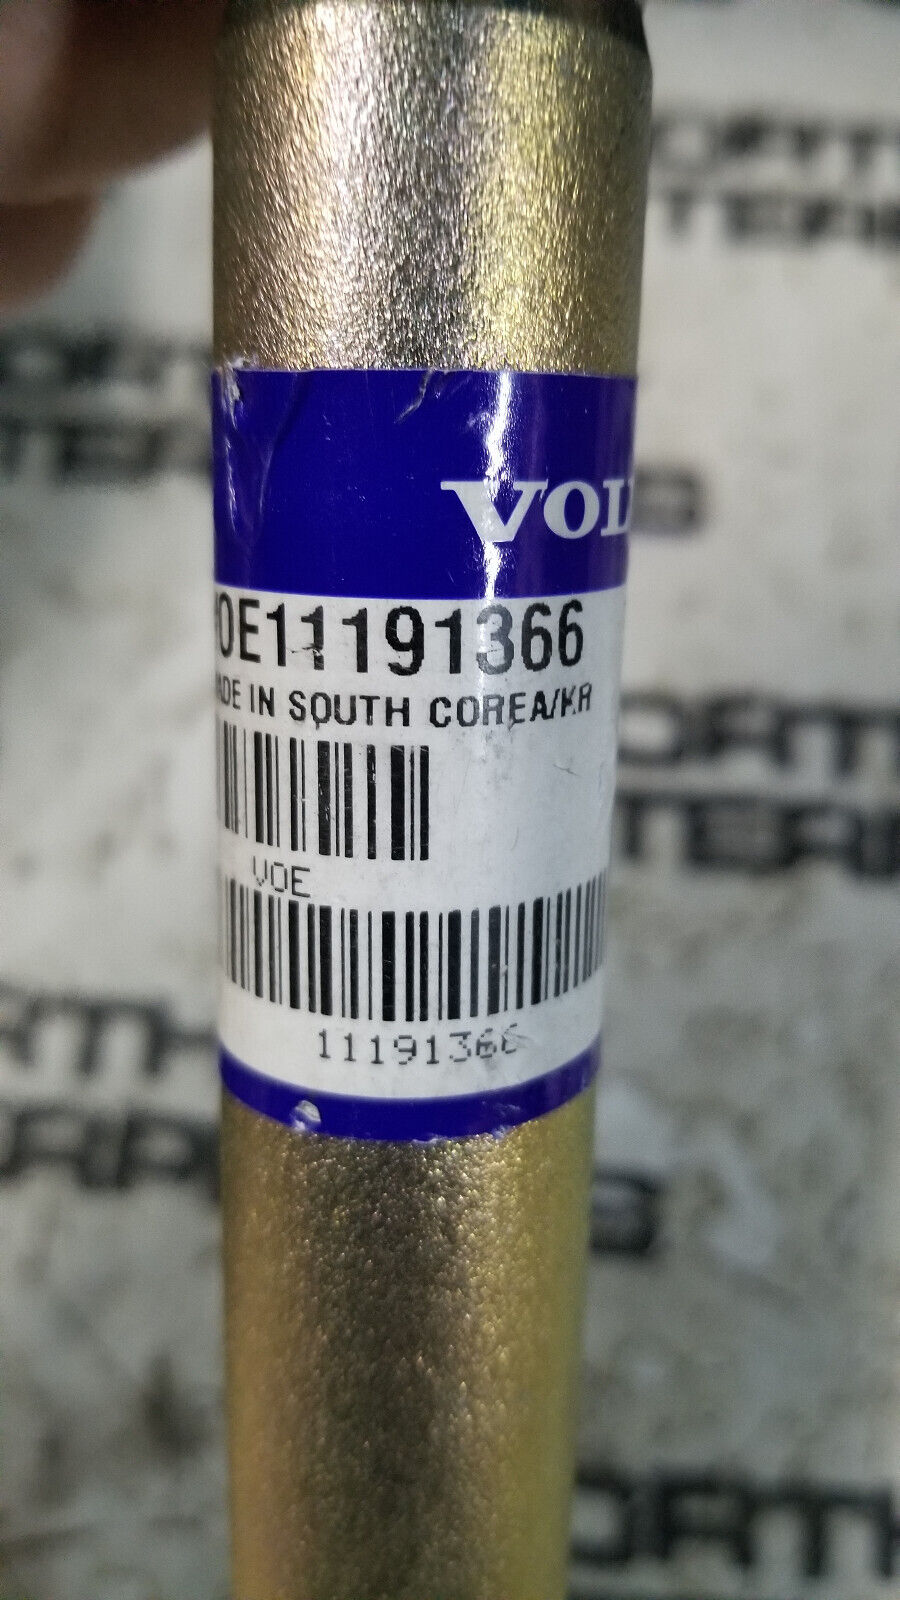 VOL
OE11191366
ADE IN SOUTH COREA/KR
VOE
11191366